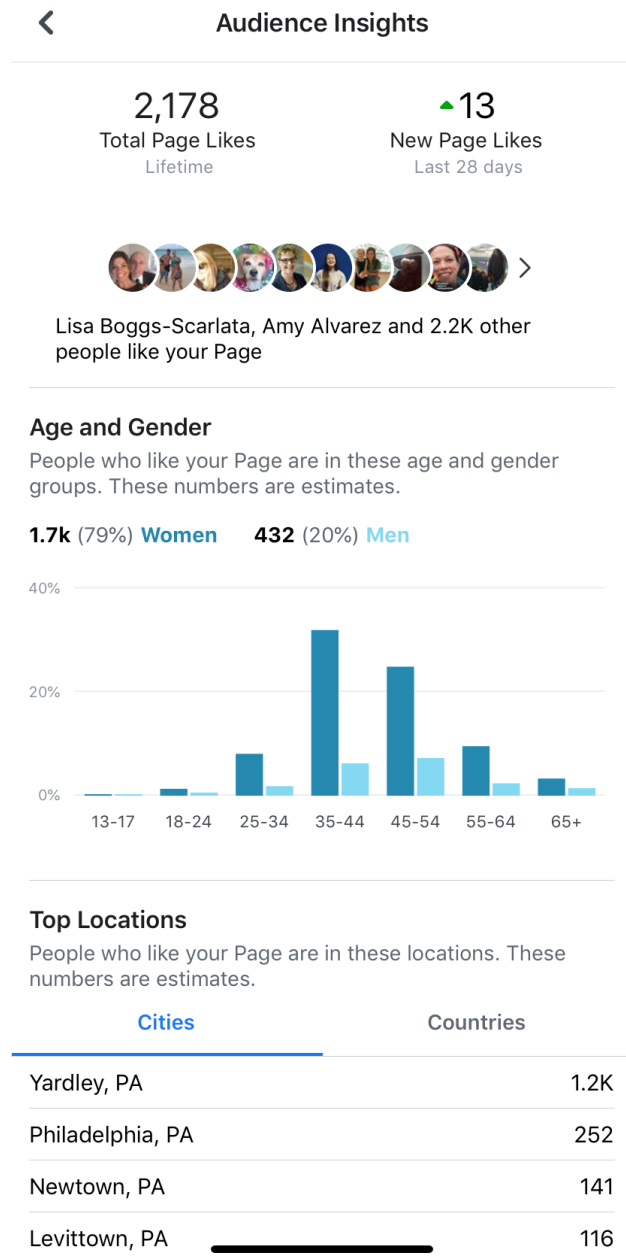 Audience Insights
2,178
Total Page Likes
Lifetime
13
New Page Likes
Last 28 days
Lisa Boggs-Scarlata, Amy Alvarez and 2.2K other
people like your Page
Age and Gender
People who like your Page are in these age and gender
groups. These numbers are estimates.
1.7k (79%) Women 432 (20%) Men
40%
20%
0%
13-17 18-24 25-34 35-44 45-54 55-64 65+
Top Locations
People who like your Page are in these locations. These
numbers are estimates.
Cities Countries
Yardley, PA 1.2K
Philadelphia, PA 252
Newtown, PA 141
Levittown, PA 116